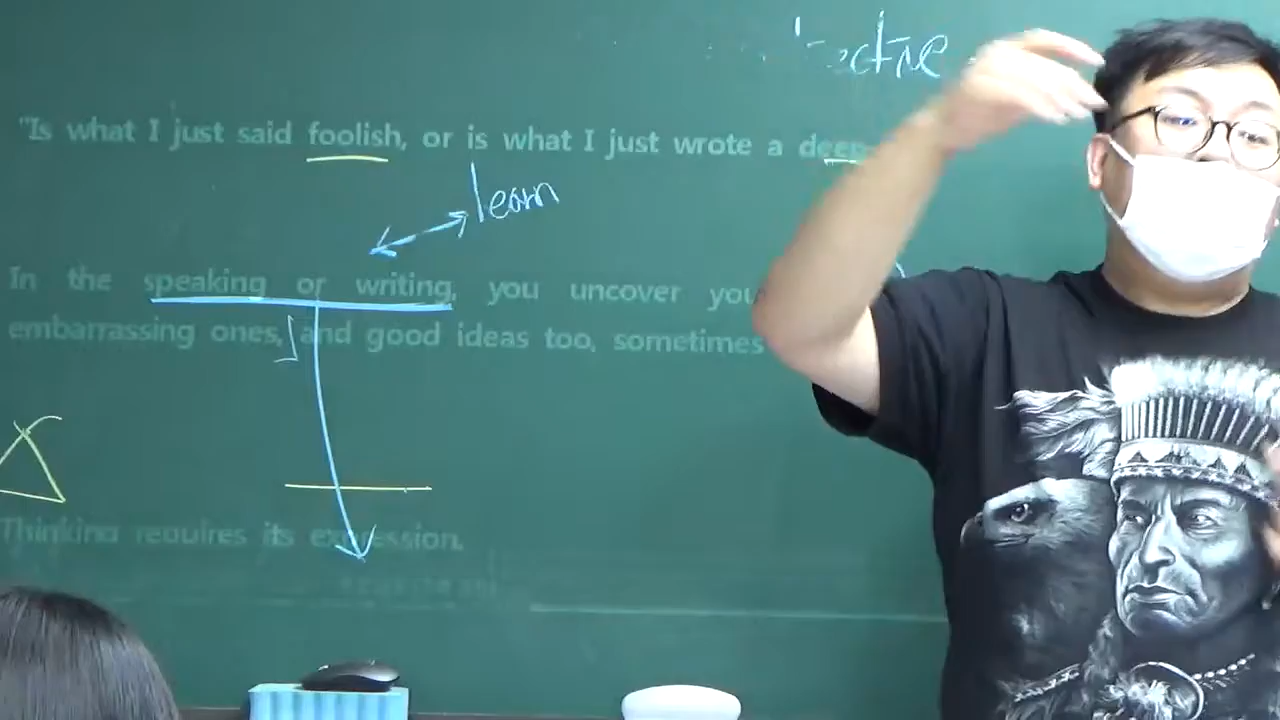 "Is what I just said foolish, or is what I just wrote a deep
learn
In the speaking or writing, you uncover you
embarrassing ones, and good ideas too, sometimes
Thinking requires its expression.